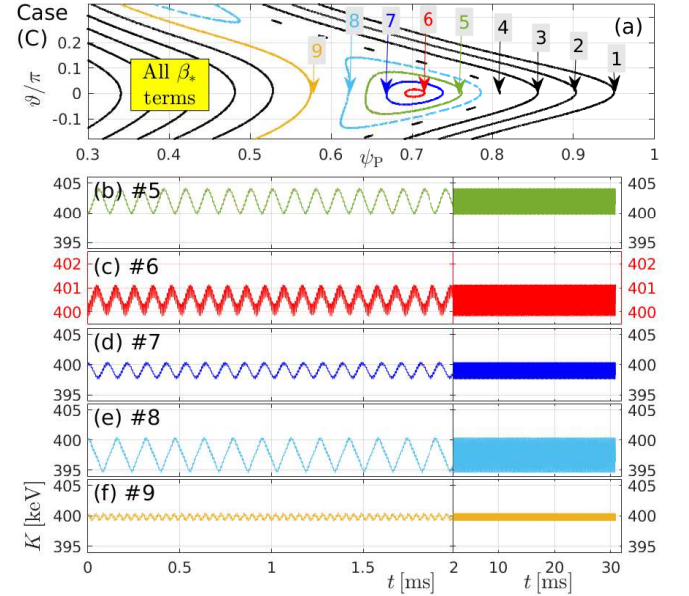 Case
(C)
(a)
ϑ/π
0.2
0
-0.1
9 8 7 6 5 4 3 2 1
All β* terms
0.3 0.4 0.5 0.6 0.7 0.8 0.9 1
ψP
(b) #5
405
400
395
405
400
395
(c) #6
402
401
400
402
401
400
(d) #7
405
400
395
405
400
395
(e) #8
405
400
395
405
400
395
(f) #9
405
400
395
405
400
395
K [keV]
0 0.5 1 1.5 2 10 20 30
t [ms] t [ms]